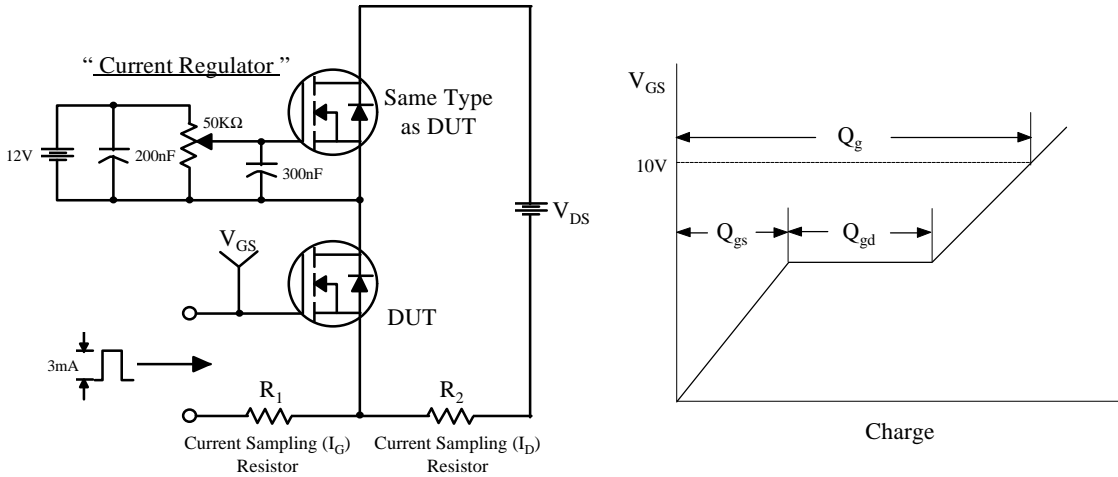 “ Current Regulator ”
Same Type
as DUT
50KΩ
12V
200nF
300nF
V_DS
V_GS
DUT
3mA
R_1
R_2
Current Sampling (I_G)
Resistor
Current Sampling (I_D)
Resistor
V_GS
Q_g
10V
Q_gs
Q_gd
Charge